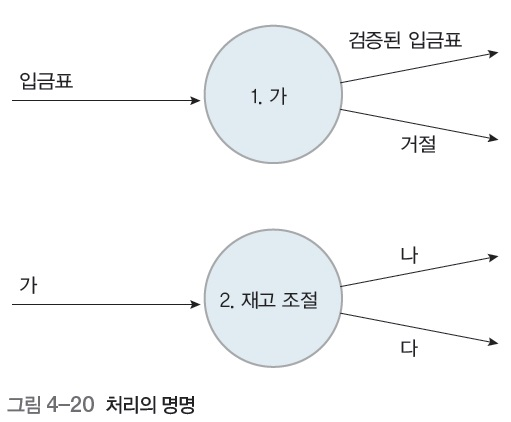 검증된 입금표
입금표
1. 가
거절
나
가
2. 재고 조절
다
그림 4–20 처리의 명명